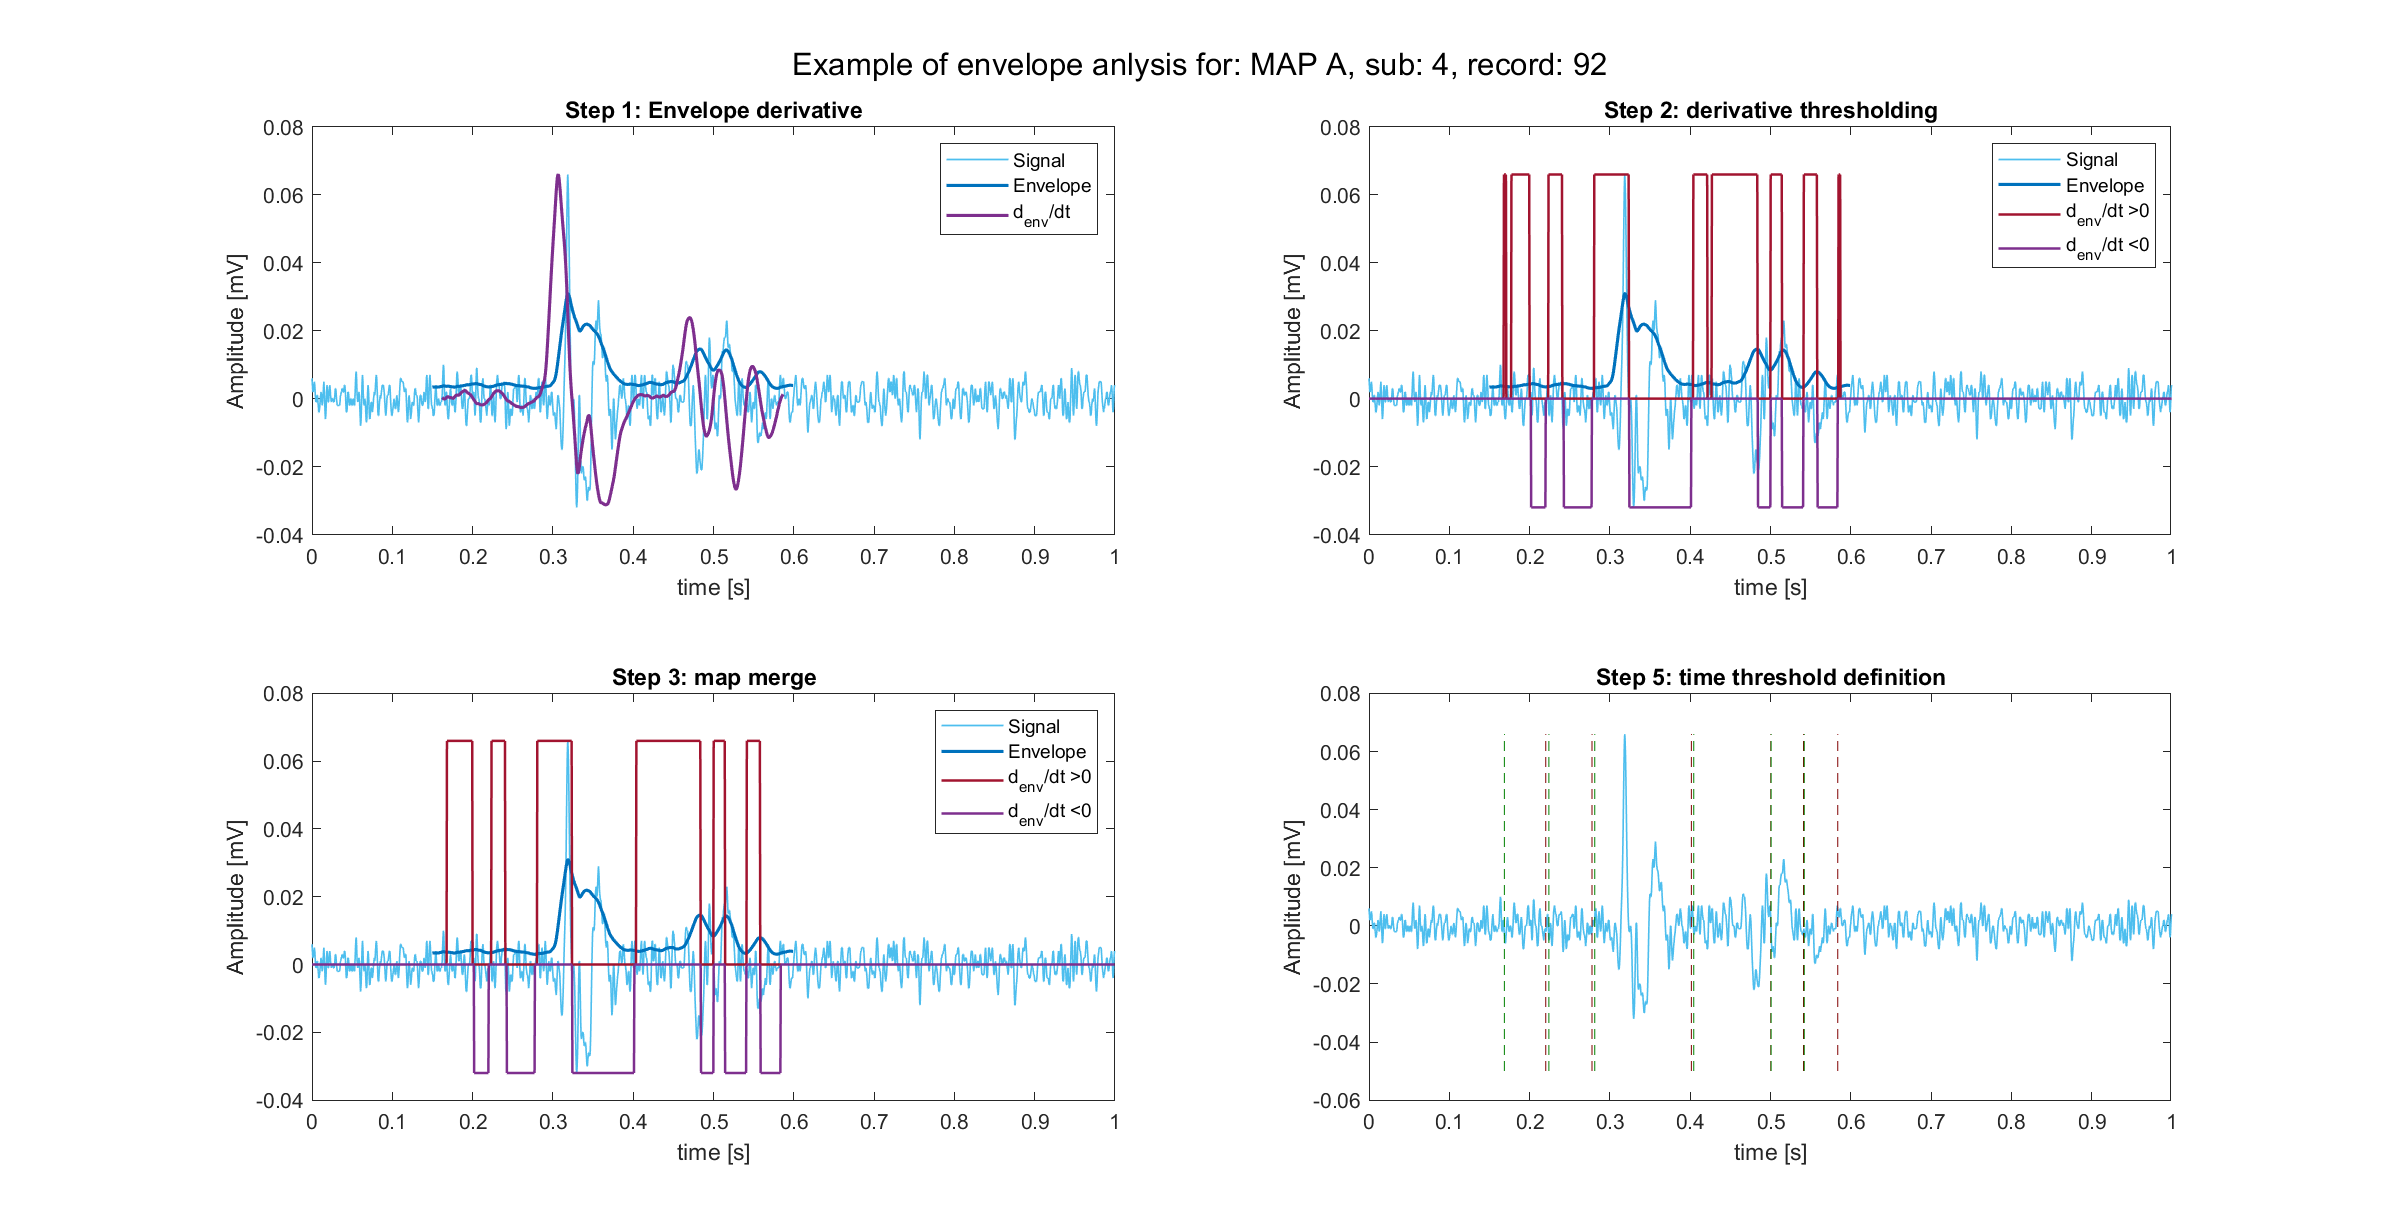 Example of envelope anlysis for: MAP A, sub: 4, record: 92
Step 1: Envelope derivative
0.08
0.06
0.04
0.02
0
-0.02
-0.04
Amplitude [mV]
0 0.1 0.2 0.3 0.4 0.5 0.6 0.7 0.8 0.9 1
time [s]
Signal
Envelope
d_env/dt
Step 2: derivative thresholding
0.08
0.06
0.04
0.02
0
-0.02
-0.04
Amplitude [mV]
0 0.1 0.2 0.3 0.4 0.5 0.6 0.7 0.8 0.9 1
time [s]
Signal
Envelope
d_env/dt >0
d_env/dt <0
Step 3: map merge
0.08
0.06
0.04
0.02
0
-0.02
-0.04
Amplitude [mV]
0 0.1 0.2 0.3 0.4 0.5 0.6 0.7 0.8 0.9 1
time [s]
Signal
Envelope
d_env/dt >0
d_env/dt <0
Step 5: time threshold definition
0.08
0.06
0.04
0.02
0
-0.02
-0.04
-0.06
Amplitude [mV]
0 0.1 0.2 0.3 0.4 0.5 0.6 0.7 0.8 0.9 1
time [s]